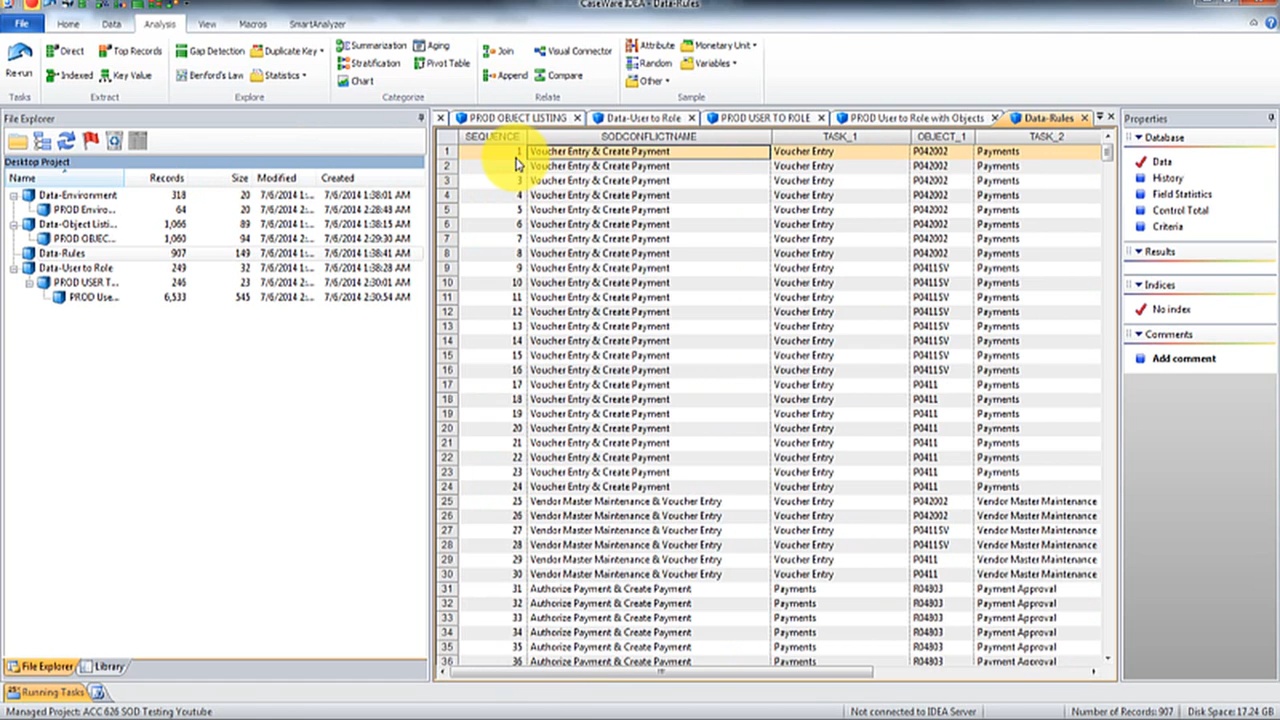 CaseWare IDEA - Data-Rules
File Home Data Analysis View Macros SmartAnalyzer
Re-run
Tasks
Direct Top Records
Indexed Key Value
Extract
Gap Detection Duplicate Key
Benford's Law Statistics
Explore
Summarization Aging
Stratification Pivot Table
Chart
Categorize
Join Visual Connector
Append Compare
Relate
Attribute Monetary Unit
Random Variables
Other
Sample
File Explorer
Desktop Project
Name Records Size Modified Created
Data-Environment 318 20 7/6/2014 1:... 7/6/2014 1:38:01 AM
PROD Enviro... 64 20 7/6/2014 2:... 7/6/2014 2:28:48 AM
Data-Object Listi... 1,066 89 7/6/2014 1:... 7/6/2014 1:38:15 AM
PROD OBJEC... 1,060 94 7/6/2014 2:... 7/6/2014 2:29:30 AM
Data-Rules 907 149 7/6/2014 1:... 7/6/2014 1:38:41 AM
Data-User to Role 249 32 7/6/2014 1:... 7/6/2014 1:38:28 AM
PROD USER T... 246 23 7/6/2014 2:... 7/6/2014 2:30:01 AM
PROD Use... 6,533 545 7/6/2014 2:... 7/6/2014 2:30:54 AM
PROD OBJECT LISTING Data-User to Role PROD USER TO ROLE PROD User to Role with Objects Data-Rules
SEQUENCE SODCONFLICTNAME TASK_1 OBJECT_1 TASK_2
1 1 Voucher Entry & Create Payment Voucher Entry P042002 Payments
2 Voucher Entry & Create Payment Voucher Entry P042002 Payments
3 3 Voucher Entry & Create Payment Voucher Entry P042002 Payments
4 4 Voucher Entry & Create Payment Voucher Entry P042002 Payments
5 5 Voucher Entry & Create Payment Voucher Entry P042002 Payments
6 6 Voucher Entry & Create Payment Voucher Entry P042002 Payments
7 7 Voucher Entry & Create Payment Voucher Entry P042002 Payments
8 8 Voucher Entry & Create Payment Voucher Entry P042002 Payments
9 9 Voucher Entry & Create Payment Voucher Entry P0411SV Payments
10 10 Voucher Entry & Create Payment Voucher Entry P0411SV Payments
11 11 Voucher Entry & Create Payment Voucher Entry P0411SV Payments
12 12 Voucher Entry & Create Payment Voucher Entry P0411SV Payments
13 13 Voucher Entry & Create Payment Voucher Entry P0411SV Payments
14 14 Voucher Entry & Create Payment Voucher Entry P0411SV Payments
15 15 Voucher Entry & Create Payment Voucher Entry P0411SV Payments
16 16 Voucher Entry & Create Payment Voucher Entry P0411SV Payments
17 17 Voucher Entry & Create Payment Voucher Entry P0411 Payments
18 18 Voucher Entry & Create Payment Voucher Entry P0411 Payments
19 19 Voucher Entry & Create Payment Voucher Entry P0411 Payments
20 20 Voucher Entry & Create Payment Voucher Entry P0411 Payments
21 21 Voucher Entry & Create Payment Voucher Entry P0411 Payments
22 22 Voucher Entry & Create Payment Voucher Entry P0411 Payments
23 23 Voucher Entry & Create Payment Voucher Entry P0411 Payments
24 24 Voucher Entry & Create Payment Voucher Entry P0411 Payments
25 25 Vendor Master Maintenance & Voucher Entry Voucher Entry P042002 Vendor Master Maintenance
26 26 Vendor Master Maintenance & Voucher Entry Voucher Entry P042002 Vendor Master Maintenance
27 27 Vendor Master Maintenance & Voucher Entry Voucher Entry P0411SV Vendor Master Maintenance
28 28 Vendor Master Maintenance & Voucher Entry Voucher Entry P0411SV Vendor Master Maintenance
29 29 Vendor Master Maintenance & Voucher Entry Voucher Entry P0411 Vendor Master Maintenance
30 30 Vendor Master Maintenance & Voucher Entry Voucher Entry P0411 Vendor Master Maintenance
31 31 Authorize Payment & Create Payment Payments R04803 Payment Approval
32 32 Authorize Payment & Create Payment Payments R04803 Payment Approval
33 33 Authorize Payment & Create Payment Payments R04803 Payment Approval
34 34 Authorize Payment & Create Payment Payments R04803 Payment Approval
35 35 Authorize Payment & Create Payment Payments R04803 Payment Approval
36 36 Authorize Payment & Create Payment Payments R04803 Payment Approval
Properties
Database
Data
History
Field Statistics
Control Total
Criteria
Results
Indices
No index
Comments
Add comment
File Explorer Library
Running Tasks
Managed Project: ACC 626 SOD Testing Youtube Not connected to IDEA Server Number of Records: 907 Disk Space: 17.24 GB